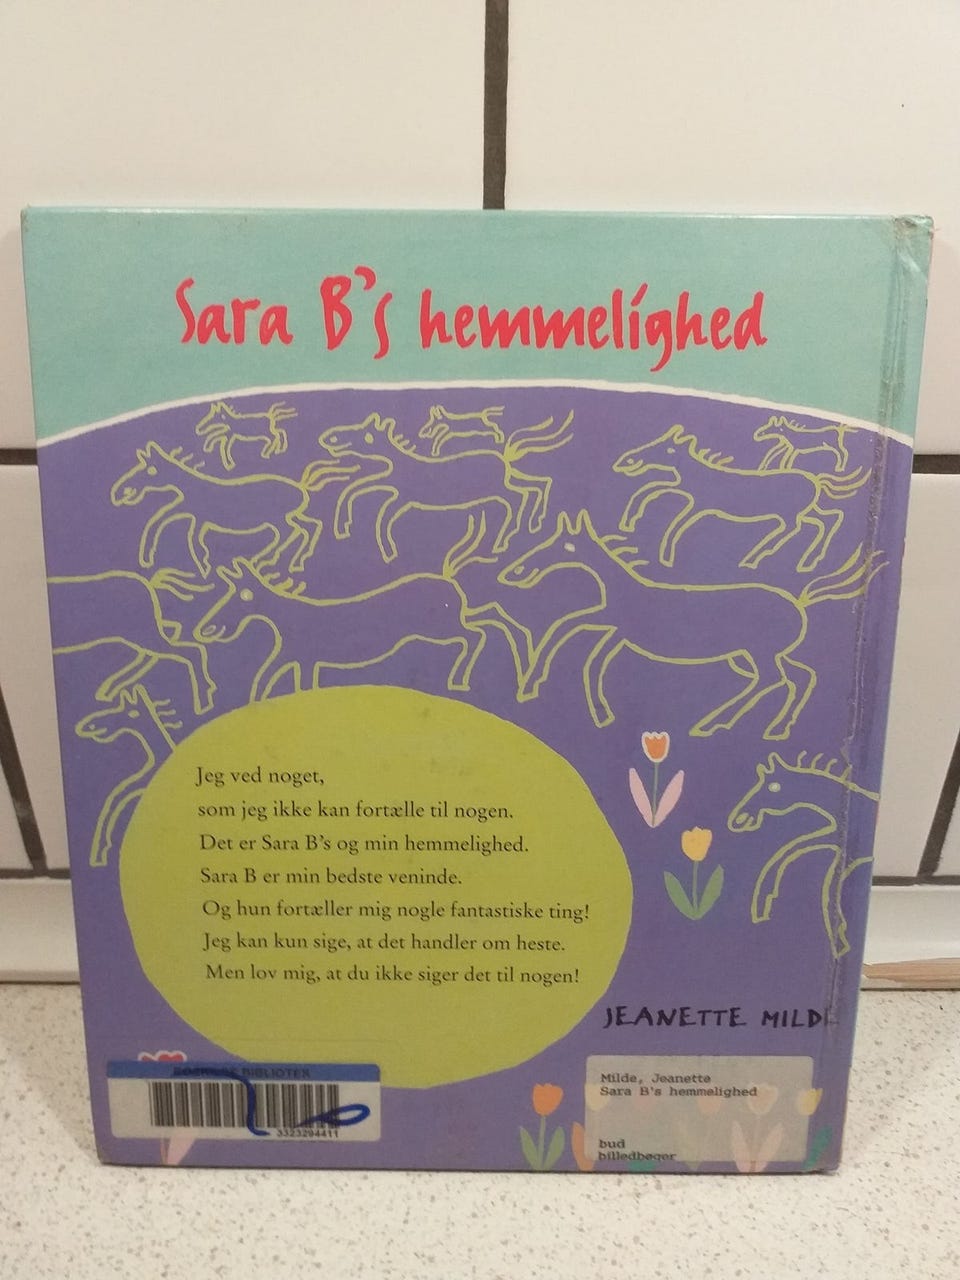 Sara B's hemmelighed
Jeg ved noget,
som jeg ikke kan fortælle til nogen.
Det er Sara B's og min hemmelighed.
Sara B er min bedste veninde.
Og hun fortæller mig nogle fantastiske ting!
Jeg kan kun sige, at det handler om heste.
Men lov mig, at du ikke siger det til nogen!
JEANETTE MILDE
BIBLIOTEK
3323294411
Milde, Jeanette
Sara B's hemmelighed
bud
billedbøger